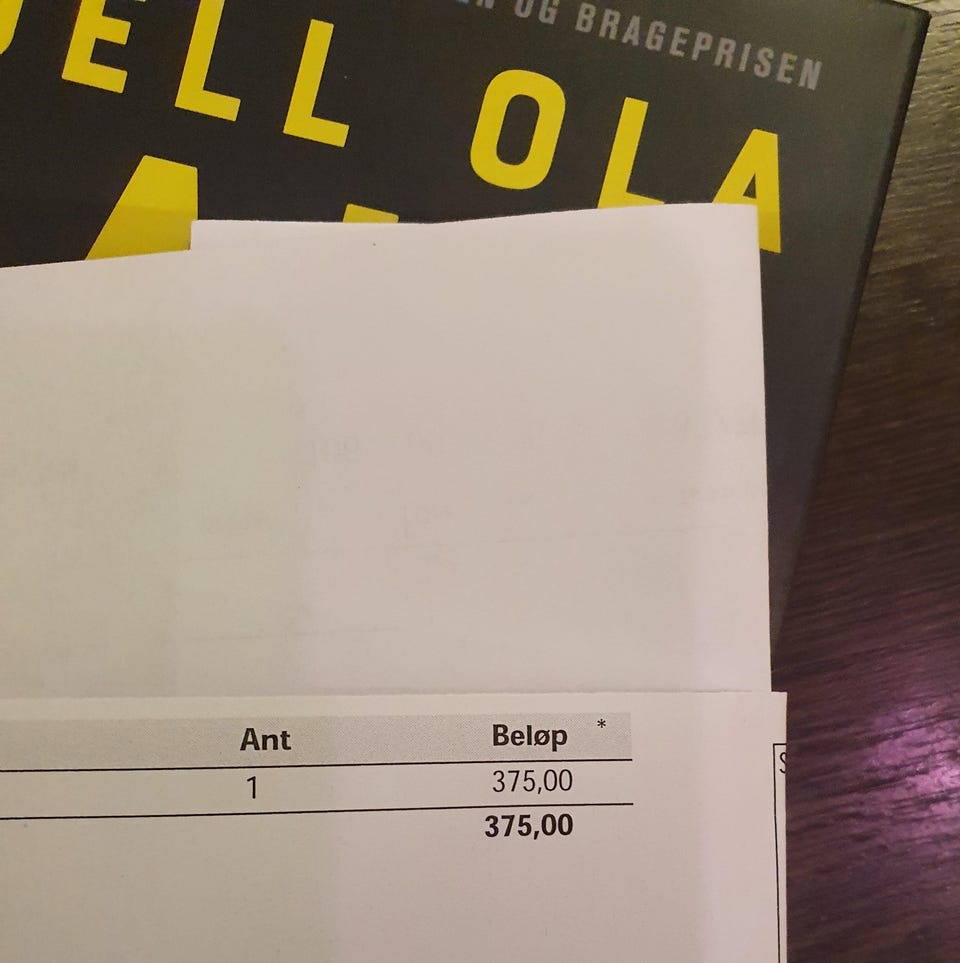 OG BRAGEPRISEN
ELL OLA
Ant Beløp *
1 375,00
375,00